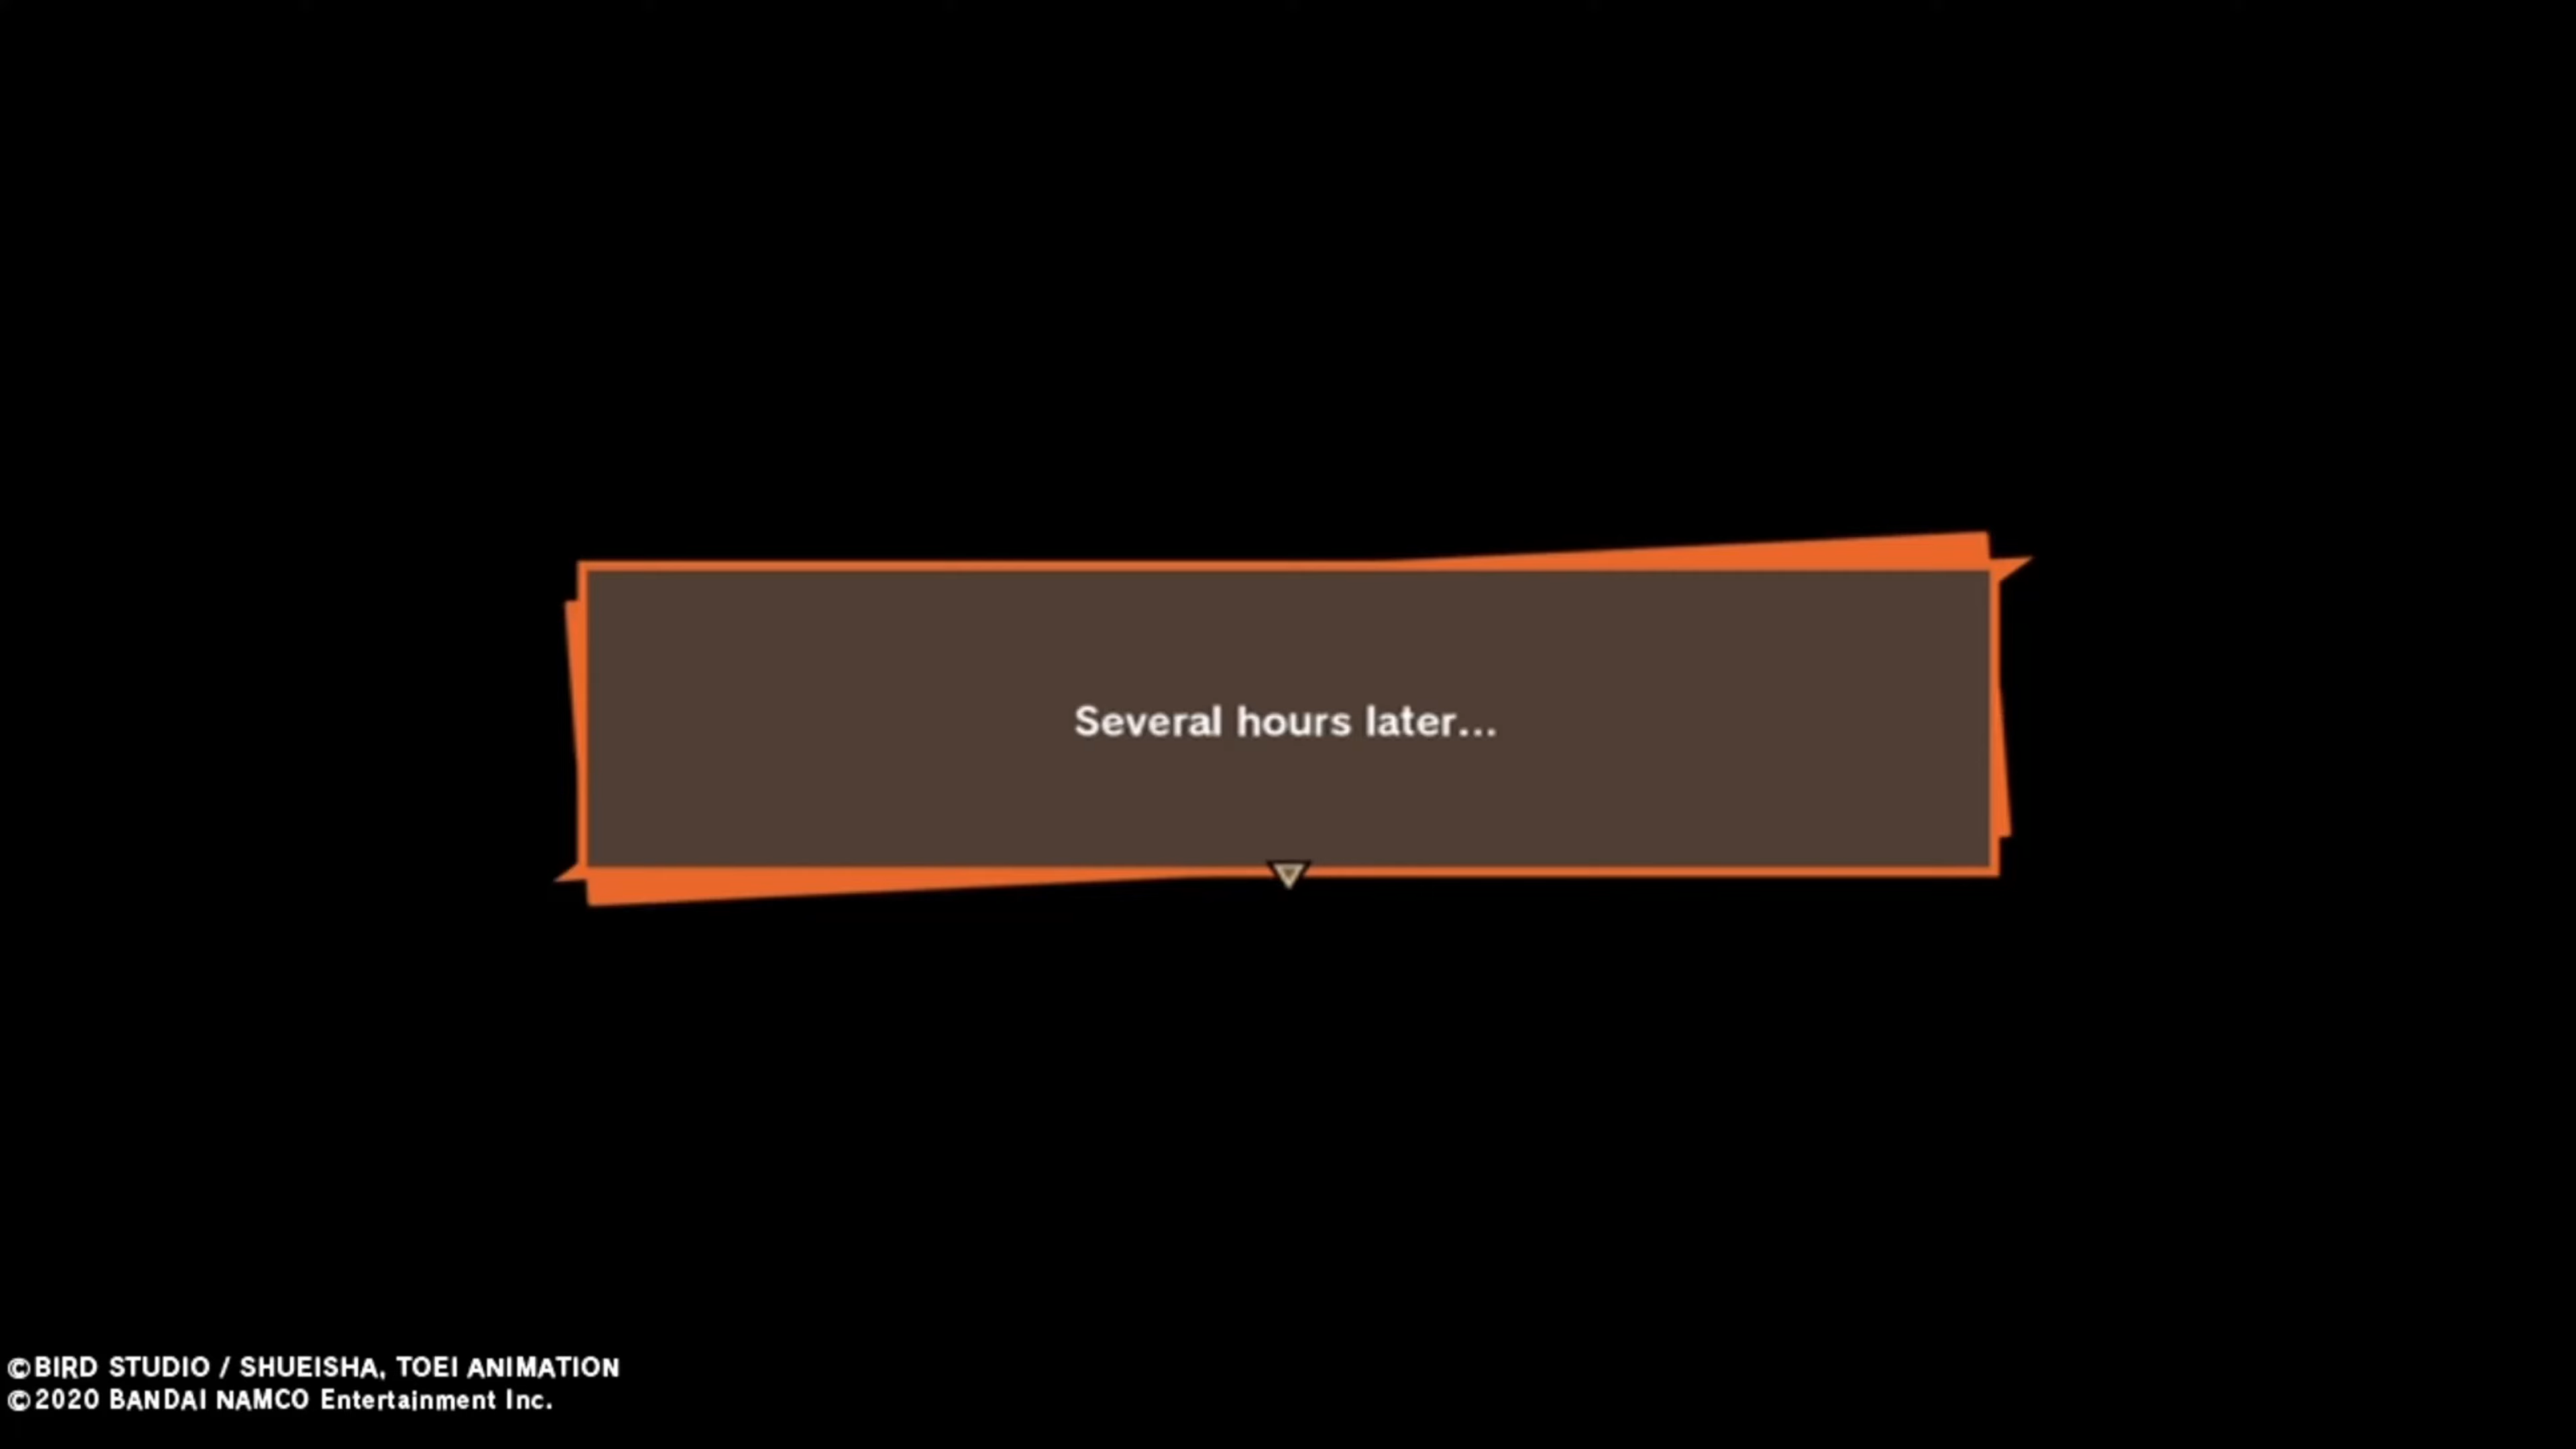 Several hours later...
©BIRD STUDIO / SHUEISHA, TOEI ANIMATION
©2020 BANDAI NAMCO Entertainment Inc.